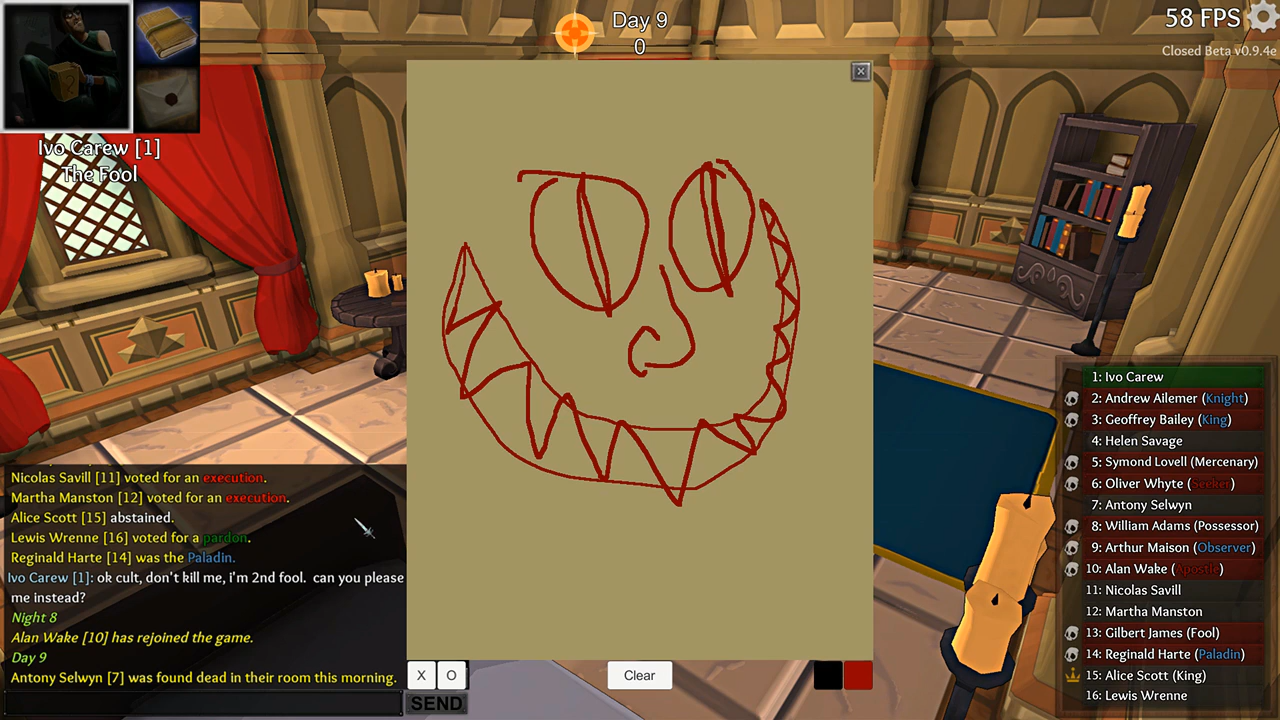 Day 9
0
58 FPS
Closed Beta v0.9.4e
Ivo Carew [1]
The Fool
Nicolas Savill [11] voted for an execution.
Martha Manston [12] voted for an execution.
Alice Scott [15] abstained.
Lewis Wrenne [16] voted for a pardon.
Reginald Harte [14] was the Paladin.
Ivo Carew [1]: ok cult, don't kill me, i'm 2nd fool. can you please
me instead?
Night 8
Alan Wake [10] has rejoined the game.
Day 9
Antony Selwyn [7] was found dead in their room this morning.
X
O
Clear
SEND
1: Ivo Carew
2: Andrew Ailemer (Knight)
3: Geoffrey Bailey (King)
4: Helen Savage
5: Symond Lovell (Mercenary)
6: Oliver Whyte (Seeker)
7: Antony Selwyn
8: William Adams (Possessor)
9: Arthur Maison (Observer)
10: Alan Wake (Apostle)
11: Nicolas Savill
12: Martha Manston
13: Gilbert James (Fool)
14: Reginald Harte (Paladin)
15: Alice Scott (King)
16: Lewis Wrenne